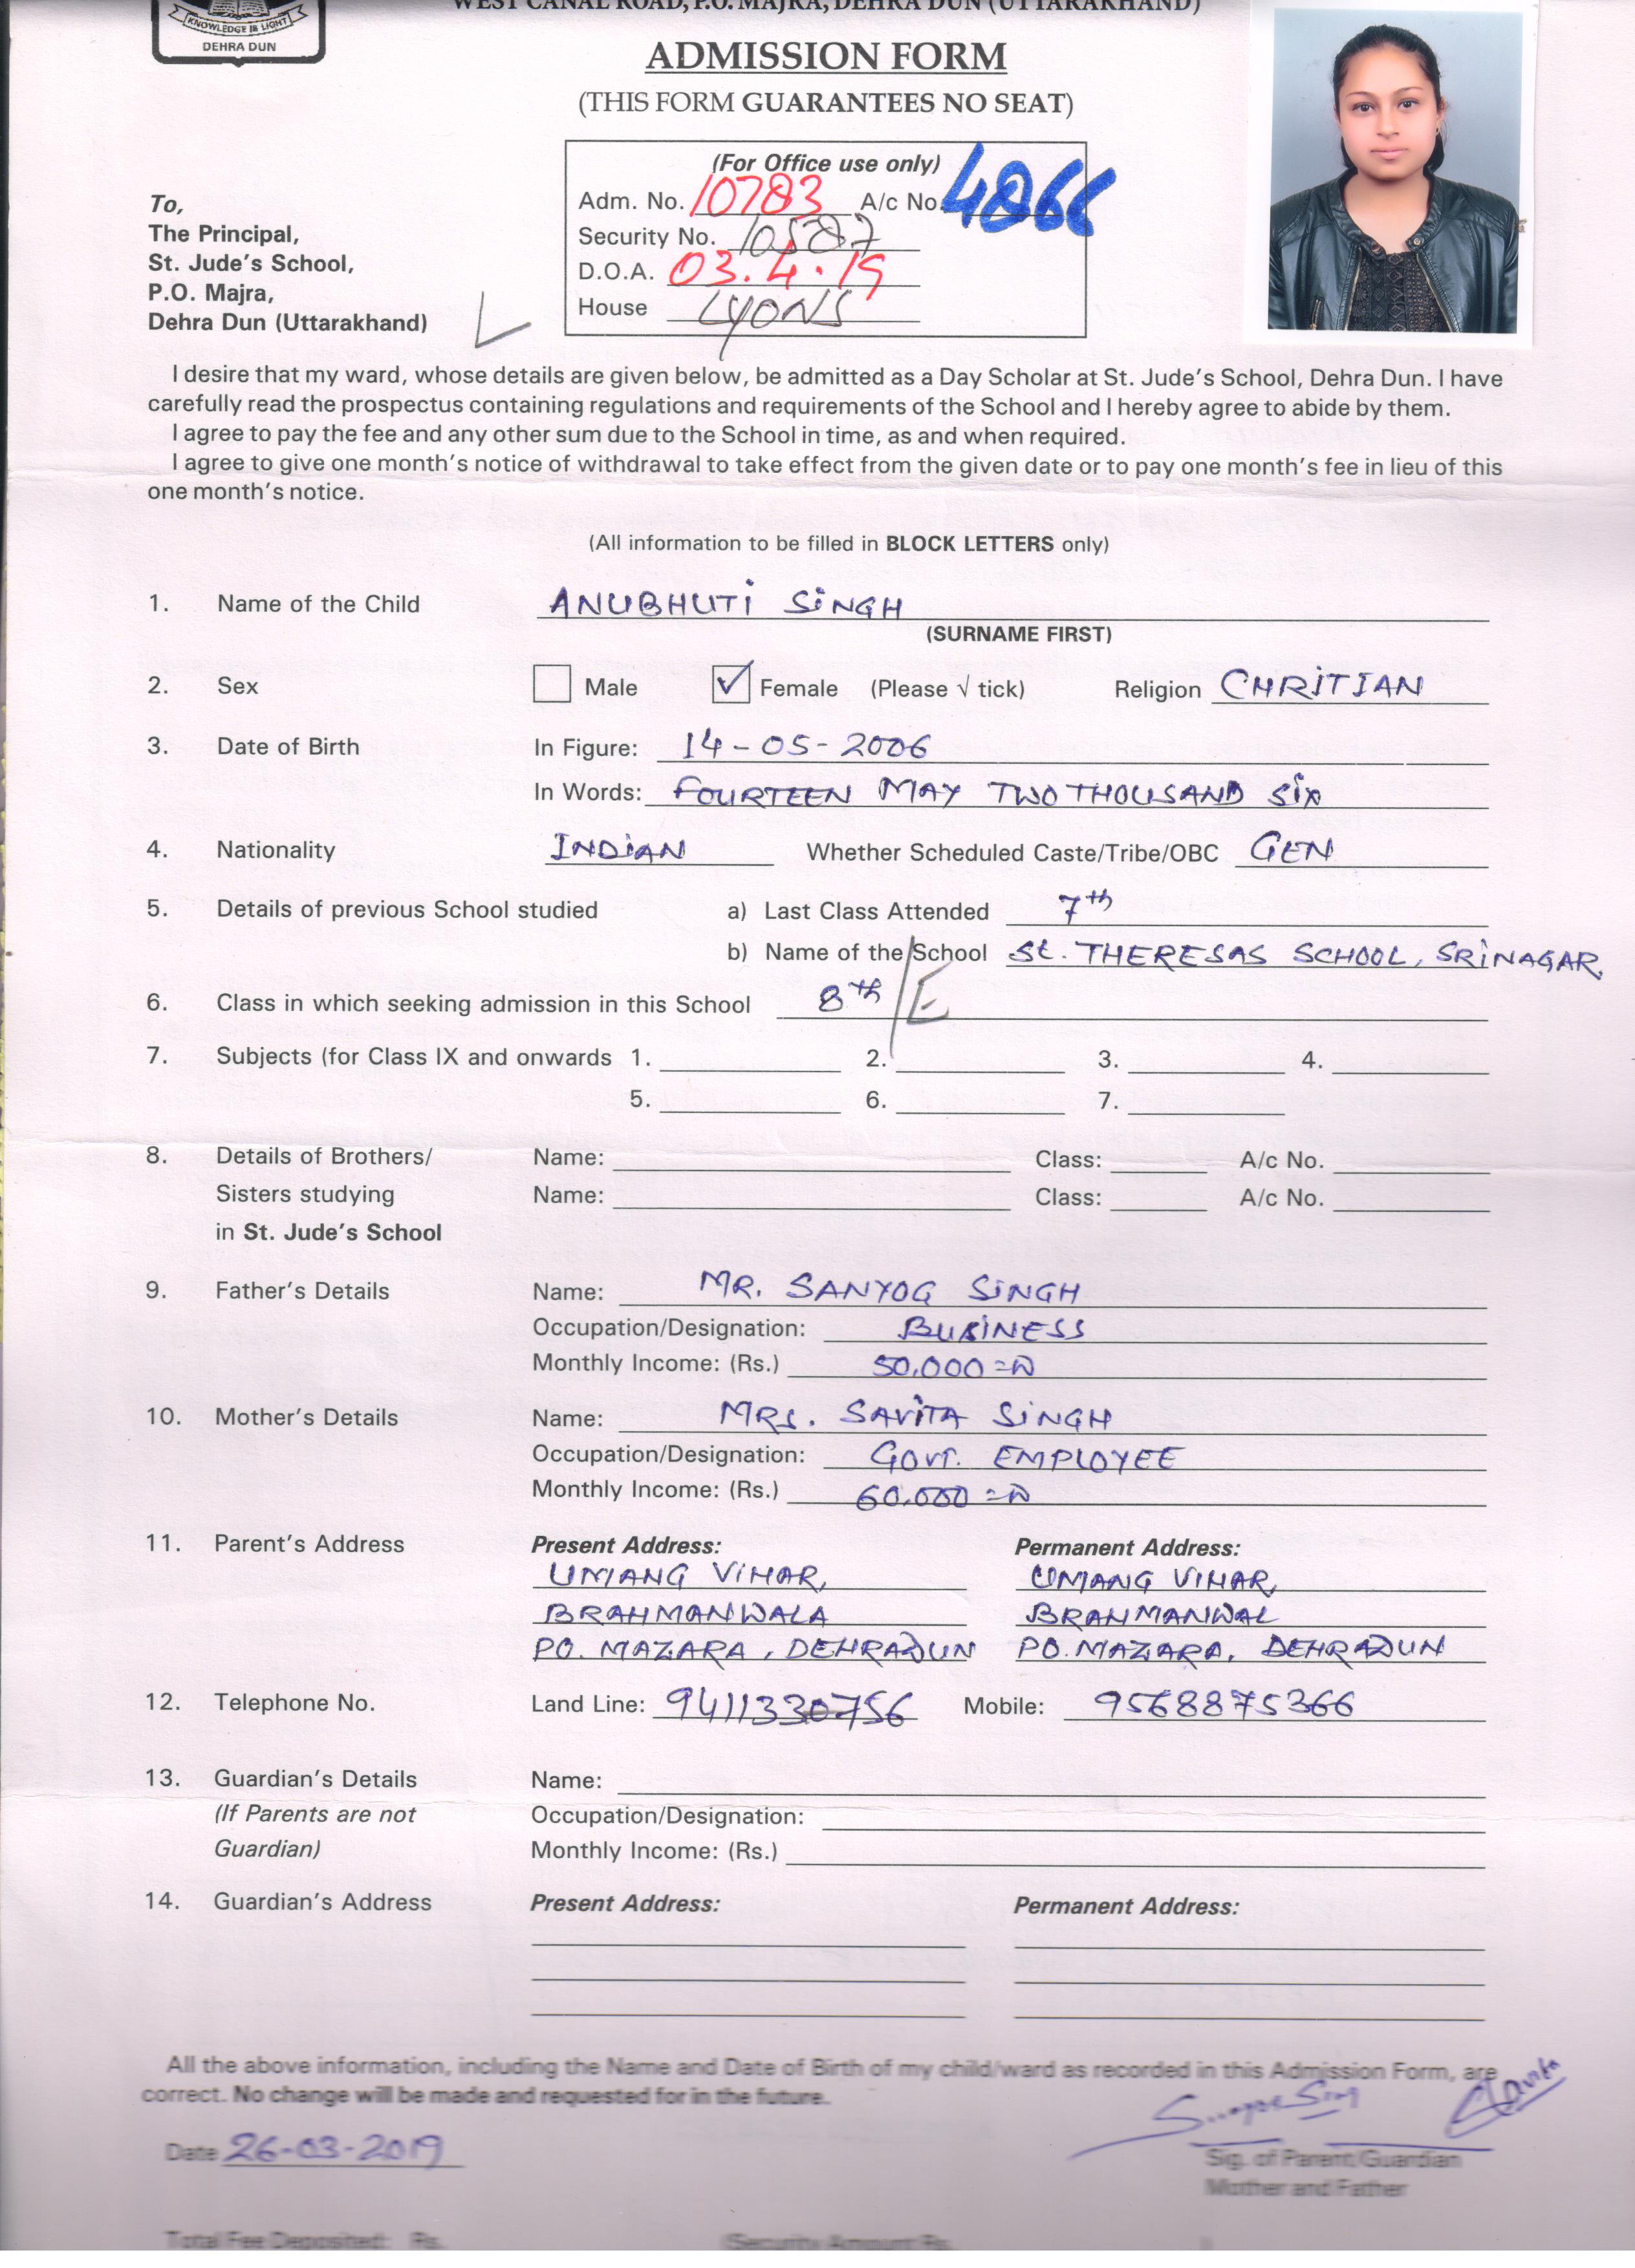 WEST CANAL ROAD, P.O. MAJRA, DEHRA DUN (UTTARAKHAND)
KNOWLEDGE IS LIGHT
DEHRA DUN
ADMISSION FORM
(THIS FORM GUARANTEES NO SEAT)
(For Office use only)
Adm. No. 10783 A/c No. 4866
Security No. 10587
D.O.A. 03.4.19
House LYONS
To,
The Principal,
St. Jude's School,
P.O. Majra,
Dehra Dun (Uttarakhand)
I desire that my ward, whose details are given below, be admitted as a Day Scholar at St. Jude's School, Dehra Dun. I have
carefully read the prospectus containing regulations and requirements of the School and I hereby agree to abide by them.
I agree to pay the fee and any other sum due to the School in time, as and when required.
I agree to give one month's notice of withdrawal to take effect from the given date or to pay one month's fee in lieu of this
one month's notice.
(All information to be filled in BLOCK LETTERS only)
1. Name of the Child ANUBHUTI SINGH
(SURNAME FIRST)
2. Sex Male ✓ Female (Please √ tick) Religion CHRITIAN
3. Date of Birth In Figure: 14-05-2006
In Words: FOURTEEN MAY TWO THOUSAND SIX
4. Nationality INDIAN Whether Scheduled Caste/Tribe/OBC GEN
5. Details of previous School studied a) Last Class Attended 7th
b) Name of the School St. THERESAS SCHOOL, SRINAGAR,
6. Class in which seeking admission in this School 8th / E
7. Subjects (for Class IX and onwards 1. 2. 3. 4.
5. 6. 7.
8. Details of Brothers/ Name: Class: A/c No.
Sisters studying Name: Class: A/c No.
in St. Jude's School
9. Father's Details Name: MR. SANYOG SINGH
Occupation/Designation: BUSINESS
Monthly Income: (Rs.) 50,000=00
10. Mother's Details Name: MRS. SAVITA SINGH
Occupation/Designation: GOVT. EMPLOYEE
Monthly Income: (Rs.) 60,000=00
11. Parent's Address Present Address: Permanent Address:
UMANG VIHAR, UMANG VIHAR,
BRAHMANWALA BRAHMANWAL
PO. MAZARA, DEHRADUN PO. MAZARA, DEHRADUN
12. Telephone No. Land Line: 9411330756 Mobile: 9568875366
13. Guardian's Details Name:
(If Parents are not Occupation/Designation:
Guardian) Monthly Income: (Rs.)
14. Guardian's Address Present Address: Permanent Address:
All the above information, including the Name and Date of Birth of my child/ward as recorded in this Admission Form, are
correct. No change will be made and requested for in the future.
Savita
Date 26-03-2019
Sig. of Parent/Guardian
Mother and Father
Total Fee Deposited: Rs. (Security Amount Rs.